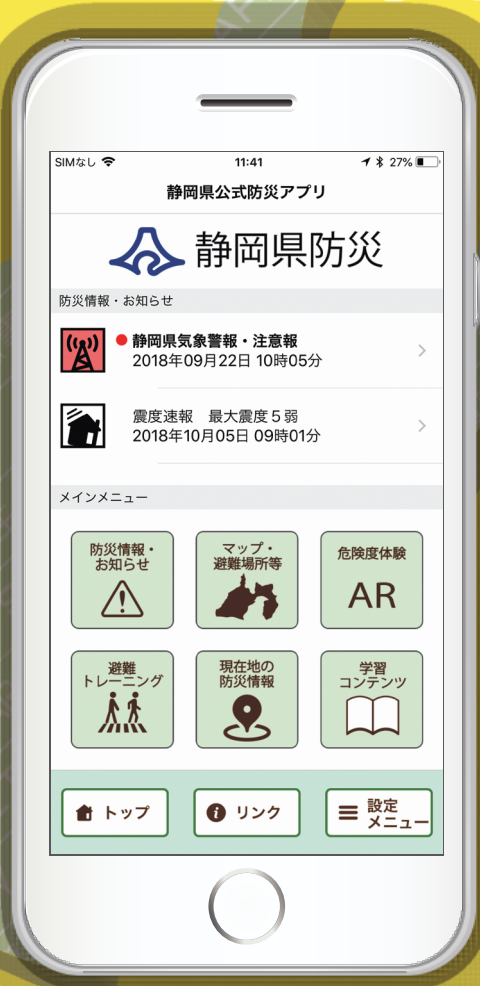 SIMなし 11:41 27%
静岡県公式防災アプリ
静岡県防災
防災情報・お知らせ
静岡県気象警報・注意報
2018年09月22日 10時05分
震度速報　最大震度５弱
2018年10月05日 09時01分
メインメニュー
防災情報・
お知らせ
マップ・
避難場所等
危険度体験
AR
避難
トレーニング
現在地の
防災情報
学習
コンテンツ
トップ
リンク
設定
メニュー